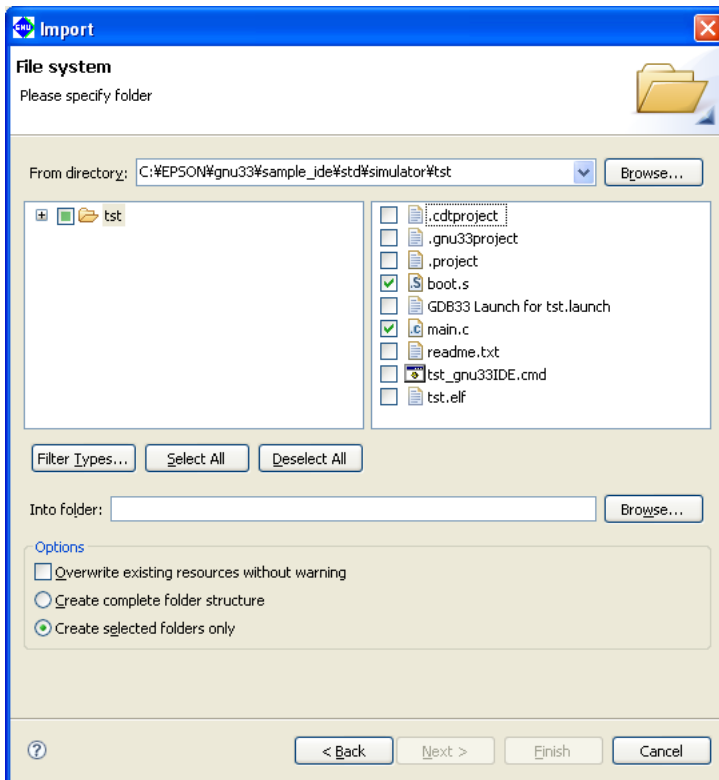 GNU Import
File system
Please specify folder
From directory: C:¥EPSON¥gnu33¥sample_ide¥std¥simulator¥tst Browse...
tst
.cdtproject
.gnu33project
.project
.S boot.s
GDB33 Launch for tst.launch
.c main.c
readme.txt
tst_gnu33IDE.cmd
tst.elf
Filter Types... Select All Deselect All
Into folder: Browse...
Options
Overwrite existing resources without warning
Create complete folder structure
Create selected folders only
? < Back Next > Finish Cancel